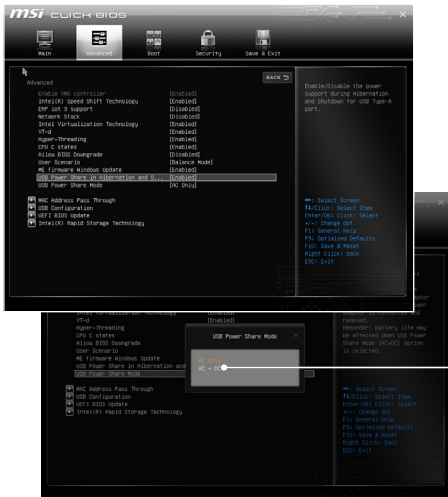 msi CLICK BIOS
Main Advanced Boot Security Save & Exit
BACK
Advanced
Enable VMD controller [Enabled]
Intel(R) Speed Shift Technology [Enabled]
ERP lot 3 support [Disabled]
Network Stack [Disabled]
Intel Virtualization Technology [Enabled]
VT-d [Enabled]
Hyper-Threading [Enabled]
CPU C states [Enabled]
Allow BIOS Downgrade [Disabled]
User Scenario [Balance Mode]
ME firmware Windows Update [Enabled]
USB Power Share in Hibernation and S... [Enabled]
USB Power Share Mode [AC Only]
MAC Address Pass Through
USB Configuration
UEFI BIOS Update
Intel(R) Rapid Storage Technology
Enable/Disable the power
support during Hibernation
and Shutdown for USB Type-A
port.
↔: Select Screen
↑↓/Click: Select Item
Enter/Dbl Click: Select
+/-: Change Opt.
F1: General Help
F9: Optimized Defaults
F10: Save & Reset
Right Click: Back
ESC: Exit
Intel Virtualization Technology [Enabled]
VT-d [Enabled]
Hyper-Threading
CPU C states
Allow BIOS Downgrade
User Scenario
ME firmware Windows Update
USB Power Share in Hibernation and
USB Power Share Mode
MAC Address Pass Through
USB Configuration
UEFI BIOS Update
Intel(R) Rapid Storage Technology
USB Power Share Mode
AC Only
AC + DC
removed.
Reminder: Battery life may
be affected when USB Power
Share Mode [AC+DC] option
is selected.
↔: Select Screen
↑↓/Click: Select Item
Enter/Dbl Click: Select
+/-: Change Opt.
F1: General Help
F9: Optimized Defaults
F10: Save & Reset
Right Click: Back
ESC: Exit